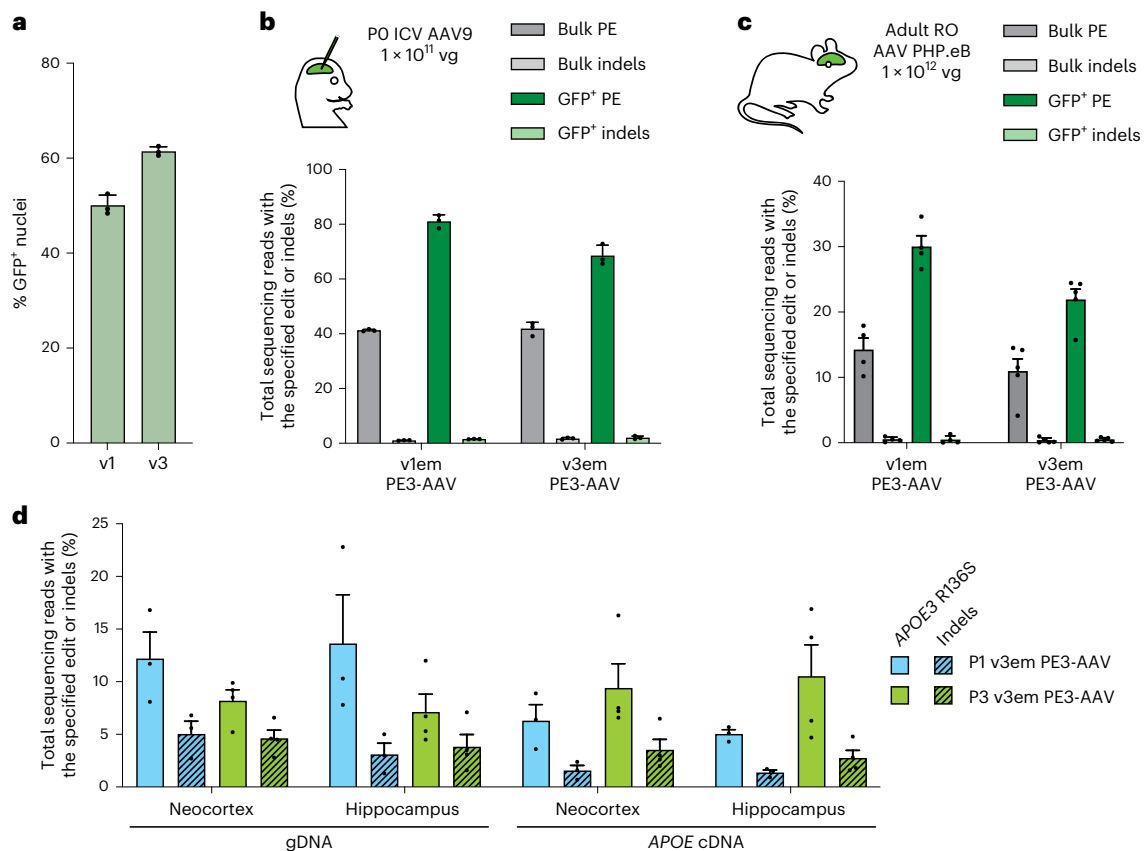 a
% GFP⁺ nuclei
80
60
40
20
0
v1
v3
b
P0 ICV AAV9
1 × 10¹¹ vg
Bulk PE
Bulk indels
GFP⁺ PE
GFP⁺ indels
Total sequencing reads with
the specified edit or indels (%)
100
80
60
40
20
0
v1em
PE3-AAV
v3em
PE3-AAV
c
Adult RO
AAV PHP.eB
1 × 10¹² vg
Bulk PE
Bulk indels
GFP⁺ PE
GFP⁺ indels
Total sequencing reads with
the specified edit or indels (%)
40
30
20
10
0
v1em
PE3-AAV
v3em
PE3-AAV
d
Total sequencing reads with
the specified edit or indels (%)
25
20
15
10
5
0
Neocortex
Hippocampus
Neocortex
Hippocampus
gDNA
APOE cDNA
APOE3 R136S
Indels
P1 v3em PE3-AAV
P3 v3em PE3-AAV